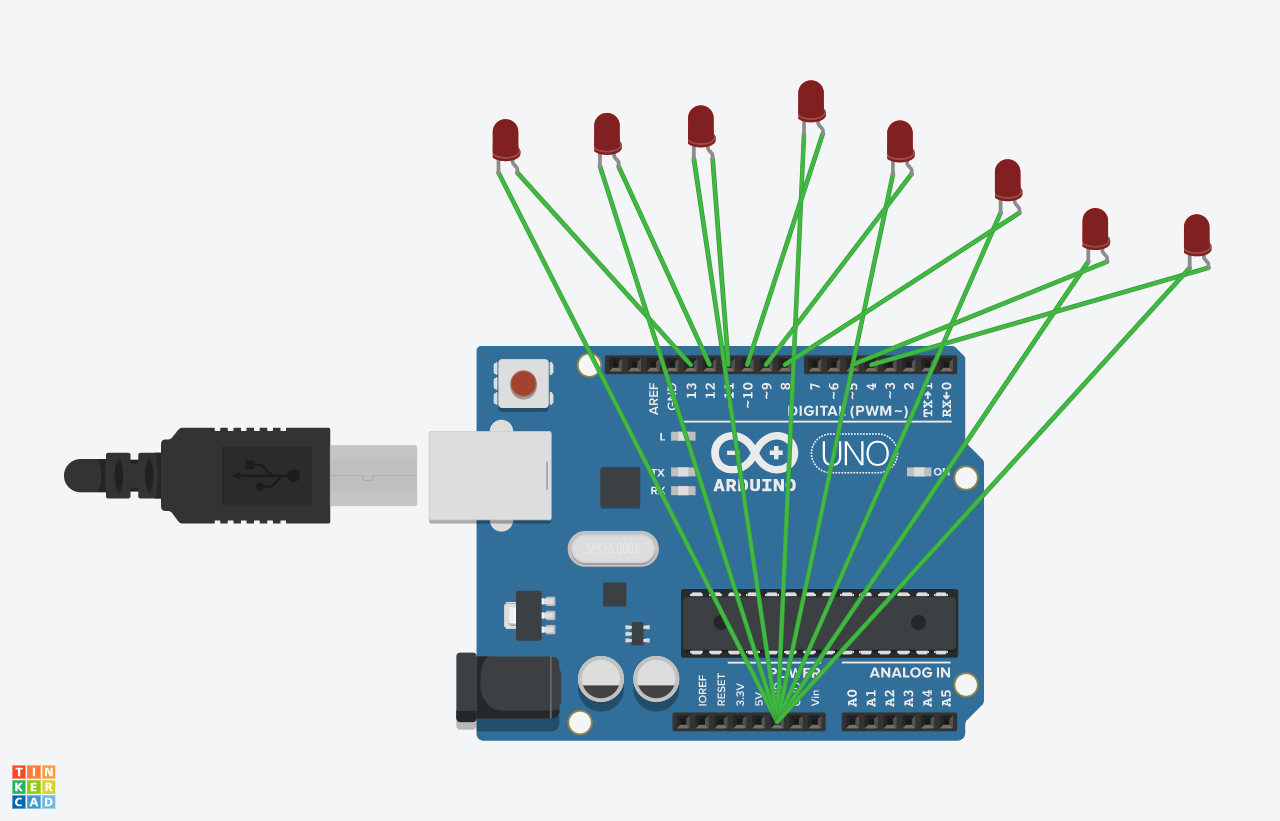 AREF
GND
13
12
11
~10
~9
8
7
~6
~5
4
~3
2
TX→1
RX←0
DIGITAL (PWM~)
L
TX
RX
UNO
ON
ARDUINO
SPK16.000G
POWER
ANALOG IN
IOREF
RESET
3.3V
5V
Vin
A0
A1
A2
A3
A4
A5
TIN
KER
CAD